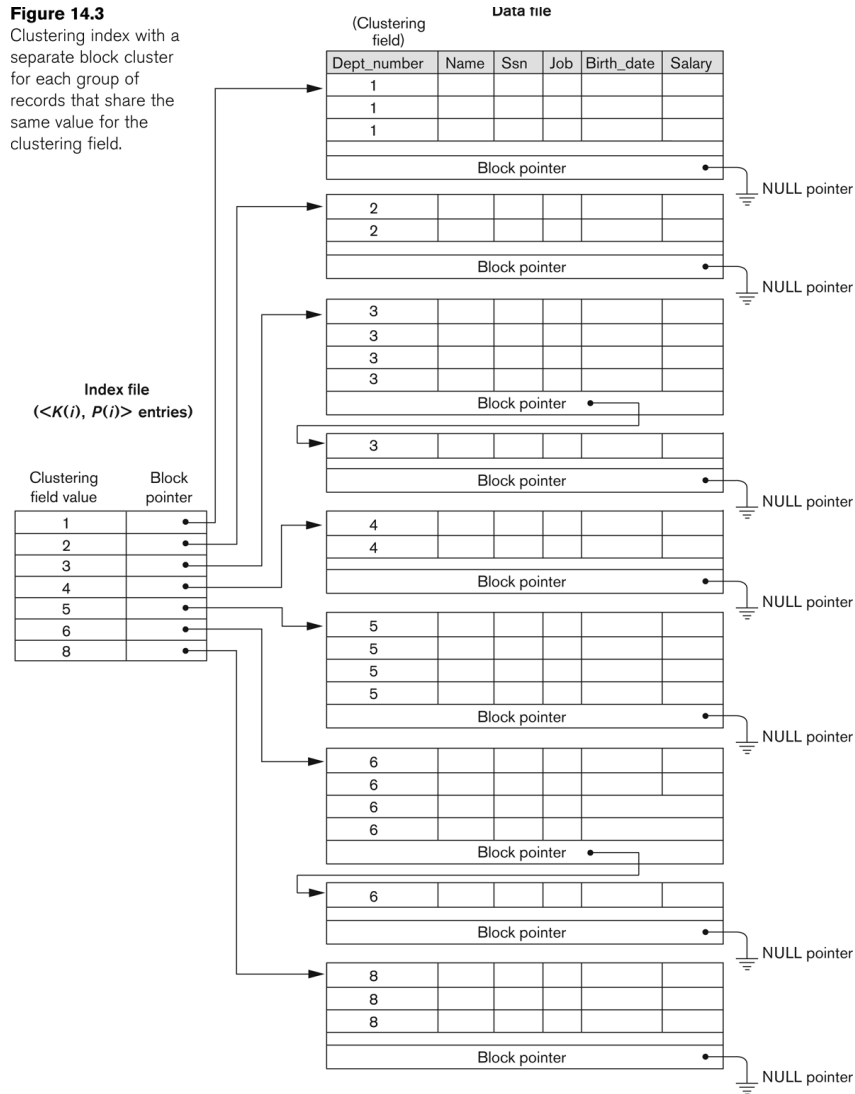 Figure 14.3
Clustering index with a
separate block cluster
for each group of
records that share the
same value for the
clustering field.
Data file
(Clustering
field)
Dept_number Name Ssn Job Birth_date Salary
1
1
1
Block pointer
NULL pointer
2
2
Block pointer
NULL pointer
3
3
3
3
Block pointer
3
Block pointer
NULL pointer
4
4
Block pointer
NULL pointer
5
5
5
5
Block pointer
NULL pointer
6
6
6
6
Block pointer
6
Block pointer
NULL pointer
8
8
8
Block pointer
NULL pointer
Index file
(<K(i), P(i)> entries)
Clustering
field value
Block
pointer
1
2
3
4
5
6
8